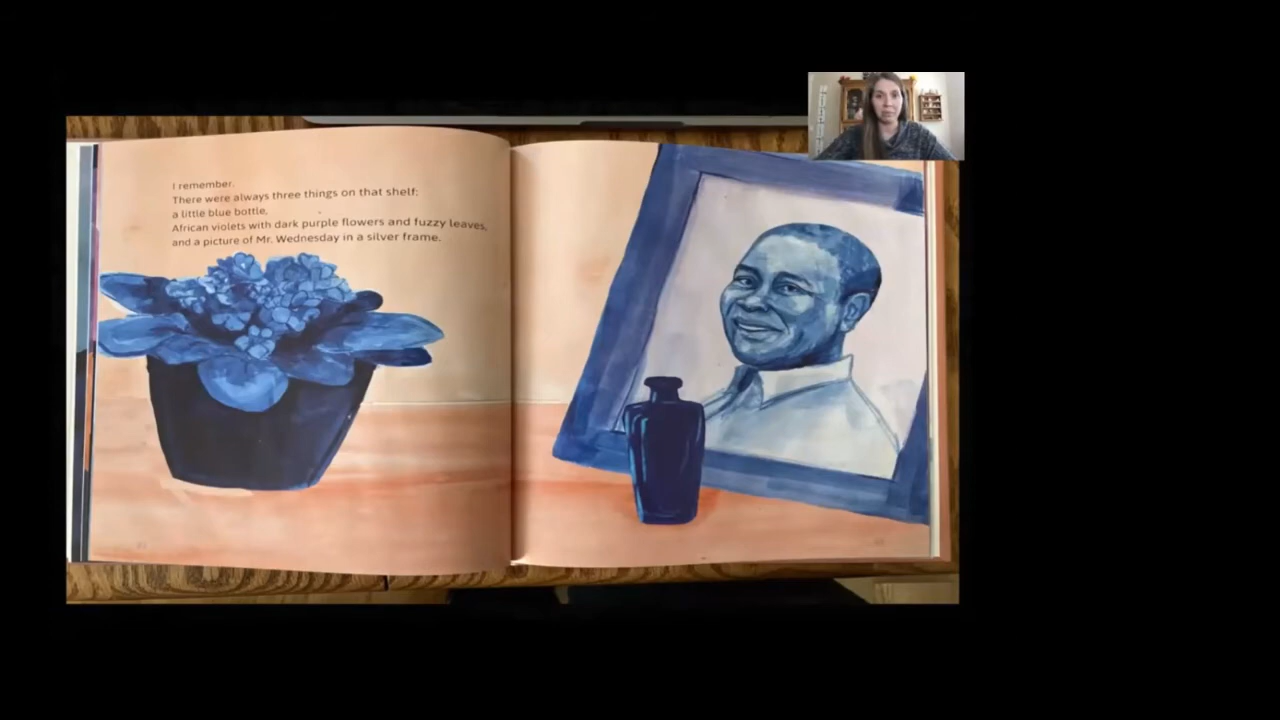 I remember.
There were always three things on that shelf;
a little blue bottle,
African violets with dark purple flowers and fuzzy leaves,
and a picture of Mr. Wednesday in a silver frame.